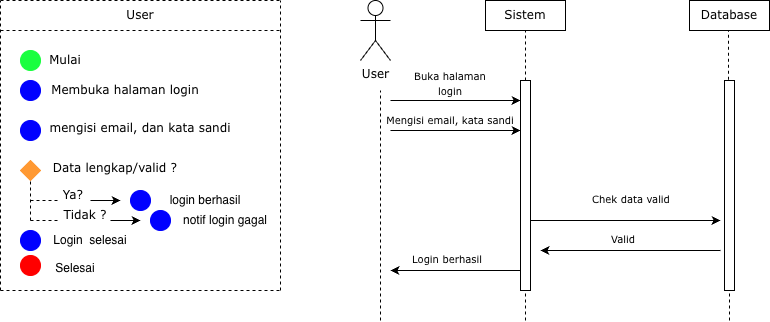 User
Mulai
Membuka halaman login
mengisi email, dan kata sandi
Data lengkap/valid ?
Ya?
login berhasil
Tidak ?
notif login gagal
Login selesai
Selesai
User
Sistem
Database
Buka halaman
login
Mengisi email, kata sandi
Chek data valid
Valid
Login berhasil